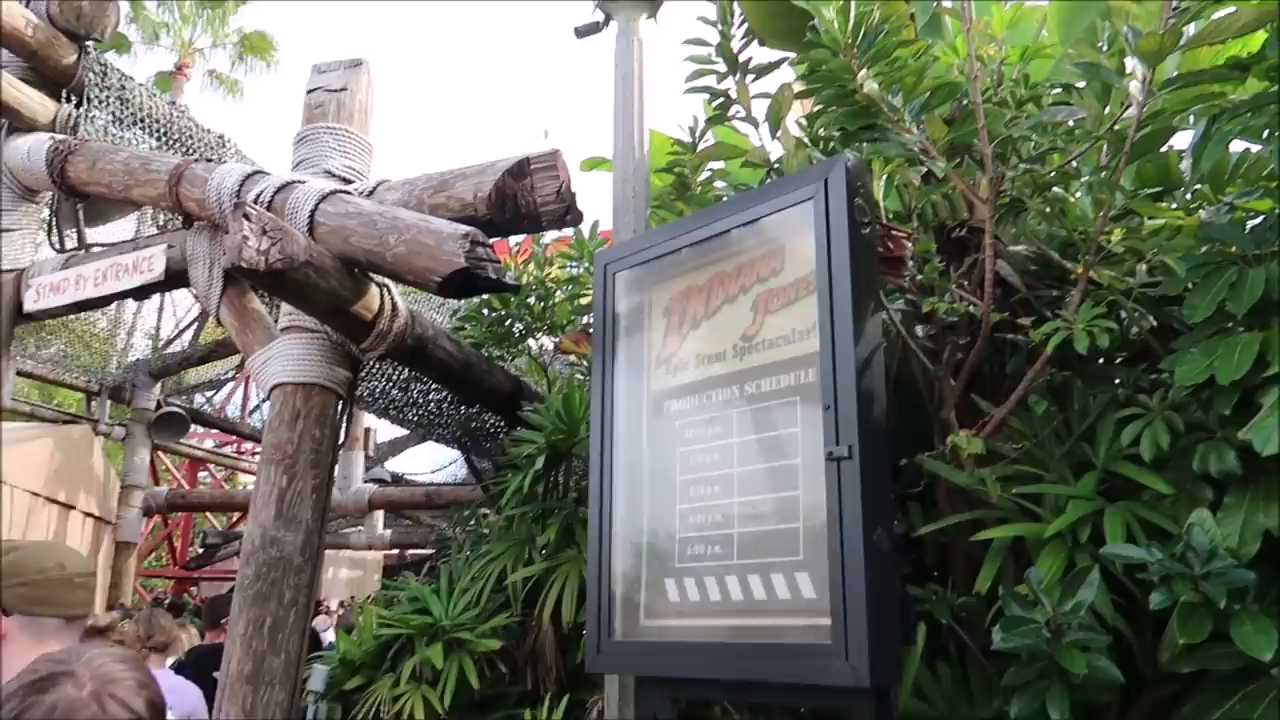 STAND-BY ENTRANCE
INDIANA
JONES
Epic Stunt Spectacular!
PRODUCTION SCHEDULE
p.m.
p.m.
p.m.
p.m.
p.m.